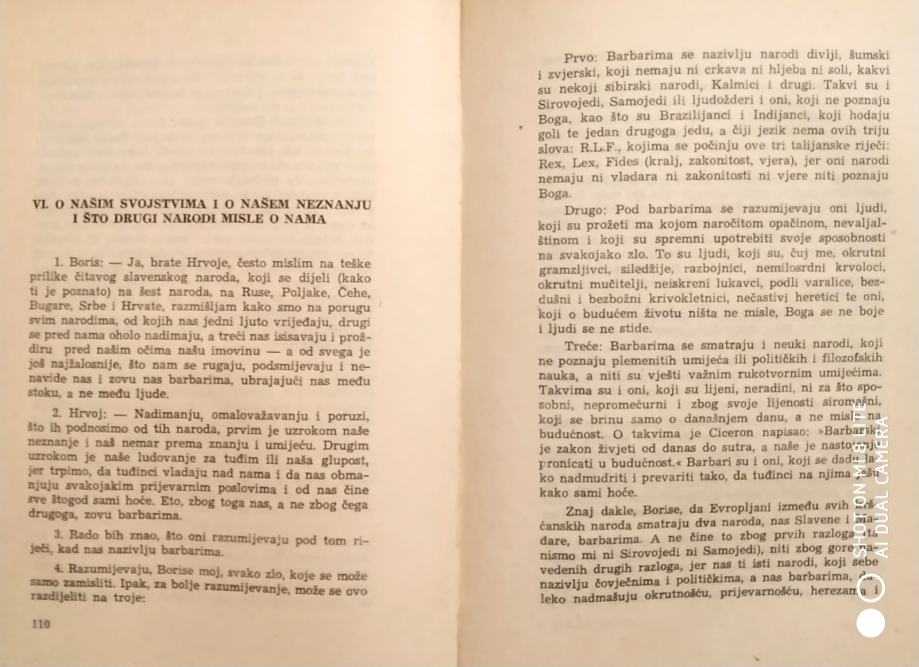 VI. O NAŠIM SVOJSTVIMA I O NAŠEM NEZNANJU
I ŠTO DRUGI NARODI MISLE O NAMA
1. Boris: — Ja, brate Hrvoje, često mislim na teške
prilike čitavog slavenskog naroda, koji se dijeli (kako
ti je poznato) na šest naroda, na Ruse, Poljake, Čehe,
Bugare, Srbe i Hrvate, razmišljam kako smo na porugu
svim narodima, od kojih nas jedni ljuto vrijeđaju, drugi
se pred nama oholo nadimaju, a treći nas isisavaju i prož-
diru pred našim očima našu imovinu — a od svega je
još najžalosnije, što nam se rugaju, podsmijevaju i ne-
navide nas i zovu nas barbarima, ubrajajući nas među
stoku, a ne među ljude.
2. Hrvoj: — Nadimanju, omalovažavanju i poruzi,
što ih podnosimo od tih naroda, prvim je uzrokom naše
neznanje i naš nemar prema znanju i umijeću. Drugim
uzrokom je naše ludovanje za tuđim ili naša glupost,
jer trpimo, da tuđinci vladaju nad nama i da nas obma-
njuju svakojakim prijevarnim poslovima i od nas čine
sve štogod sami hoće. Eto, zbog toga nas, a ne zbog čega
drugoga, zovu barbarima.
3. Rado bih znao, što oni razumijevaju pod tom ri-
ječi, kad nas nazivlju barbarima.
4. Razumijevaju, Borise moj, svako zlo, koje se može
samo zamisliti. Ipak, za bolje razumijevanje, može se ovo
razdijeliti na troje:
110
Prvo: Barbarima se nazivlju narodi divlji, šumski
i zvjerski, koji nemaju ni crkava ni hljeba ni soli, kakvi
su nekoji sibirski narodi, Kalmici i drugi. Takvi su i
Sirovojedi, Samojedi ili ljudožderi i oni, koji ne poznaju
Boga, kao što su Brazilijanci i Indijanci, koji hodaju
goli te jedan drugoga jedu, a čiji jezik nema ovih triju
slova: R.L.F., kojima se počinju ove tri talijanske riječi:
Rex, Lex, Fides (kralj, zakonitost, vjera), jer oni narodi
nemaju ni vladara ni zakonitosti ni vjere niti poznaju
Boga.
Drugo: Pod barbarima se razumijevaju oni ljudi,
koji su prožeti ma kojom naročitom opačinom, nevaljal-
štinom i koji su spremni upotrebiti svoje sposobnosti
na svakojako zlo. To su ljudi, koji su, čuj me, okrutni
gramzljivci, siledžije, razbojnici, nemilosrdni krvoloci,
okrutni mučitelji, neiskreni lukavci, podli varalice, bez-
dušni i bezbožni krivokletnici, nečastivi heretici te oni,
koji o budućem životu ništa ne misle, Boga se ne boje
i ljudi se ne stide.
Treće: Barbarima se smatraju i neuki narodi, koji
ne poznaju plemenitih umijeća ili političkih i filozofskih
nauka, a niti su vješti važnim rukotvornim umijećima.
Takvima su i oni, koji su lijeni, neradini, ni za što spo-
sobni, nepromećurni i zbog svoje lijenosti siromašni,
koji se brinu samo o današnjem danu, a ne misle na
budućnost. O takvima je Ciceron napisao: »Barbarski
je zakon živjeti od danas do sutra, a naše je nastojanje
pronicati u budućnost.« Barbari su i oni, koji se dadu la-
ko nadmudriti i prevariti tako, da tuđinci na njima jašu
kako sami hoće.
Znaj dakle, Borise, da Evropljani između svih krš-
ćanskih naroda smatraju dva naroda, nas Slavene i Ma-
đare, barbarima. A ne čine to zbog prvih razloga (ta
nismo mi ni Sirovojedi ni Samojedi), niti zbog gore na-
vedenih drugih razloga, jer nas ti isti narodi, koji sebe
nazivlju čovječnima i političkima, a nas barbarima, da-
leko nadmašuju okrutnošću, prijevarnošću, herezama i
SHOT ON MI 8 LITE
AI DUAL CAMERA